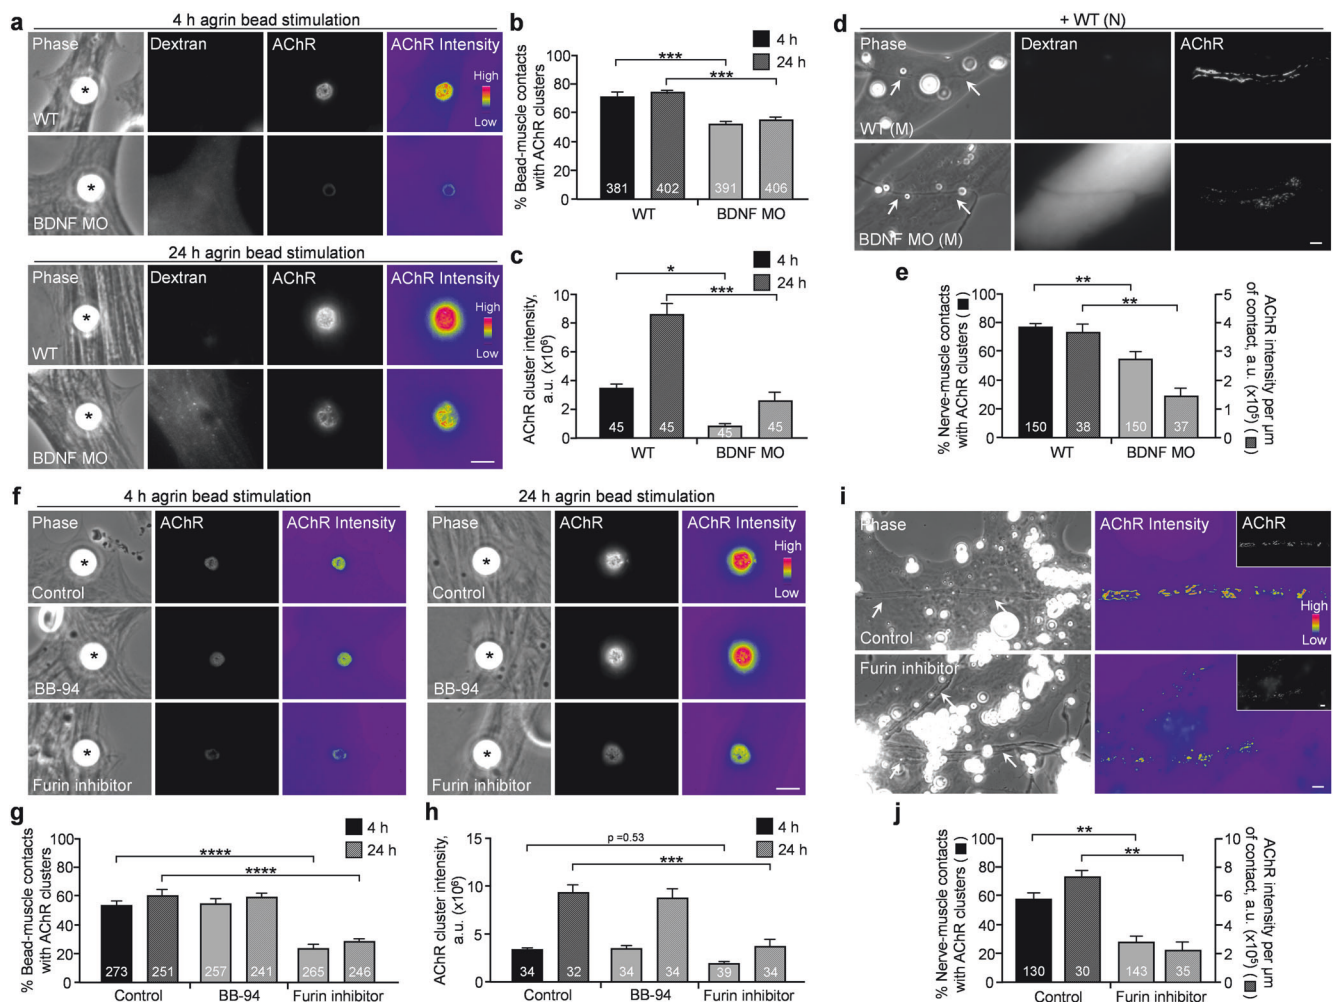 a
4 h agrin bead stimulation
Phase
Dextran
AChR
AChR Intensity
*
High
Low
WT
*
BDNF MO
24 h agrin bead stimulation
Phase
Dextran
AChR
AChR Intensity
*
High
Low
WT
*
BDNF MO
b
4 h
24 h
% Bead-muscle contacts
with AChR clusters
100
80
60
40
20
0
***
***
381
402
391
406
WT
BDNF MO
c
4 h
24 h
AChR cluster intensity,
a.u. (x10⁶)
10
8
6
4
2
0
*
***
45
45
45
45
WT
BDNF MO
d
+ WT (N)
Phase
Dextran
AChR
WT (M)
BDNF MO (M)
e
% Nerve-muscle contacts
with AChR clusters (■)
100
80
60
40
20
0
**
**
150
38
150
37
WT
BDNF MO
5
4
3
2
1
0
AChR intensity per µm
of contact, a.u.
(x10⁵) (▩)
f
4 h agrin bead stimulation
24 h agrin bead stimulation
Phase
AChR
AChR Intensity
Phase
AChR
AChR Intensity
*
*
High
Low
Control
Control
*
*
BB-94
BB-94
*
*
Furin inhibitor
Furin inhibitor
g
4 h
24 h
% Bead-muscle contacts
with AChR clusters
100
80
60
40
20
0
****
****
273
251
257
241
265
246
Control
BB-94
Furin inhibitor
h
4 h
24 h
AChR cluster intensity,
a.u. (x10⁶)
15
10
5
0
p =0.53
***
34
32
34
34
39
34
Control
BB-94
Furin inhibitor
i
Phase
AChR Intensity
AChR
High
Low
Control
Furin inhibitor
j
% Nerve-muscle contacts
with AChR clusters (■)
100
80
60
40
20
0
**
**
130
30
143
35
Control
Furin inhibitor
10
8
6
4
2
0
AChR intensity per µm
of contact, a.u.
(x10⁵) (▩)